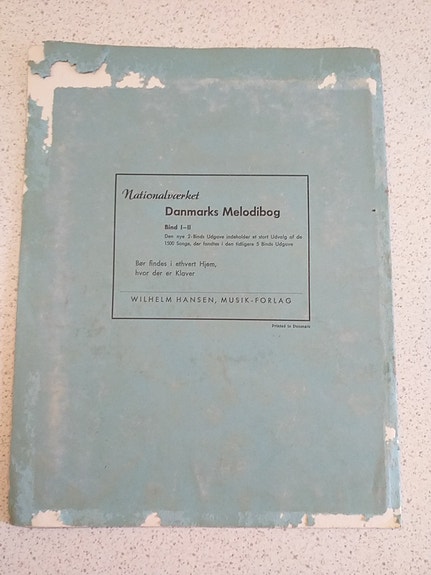 Nationalværket
Danmarks Melodibog
Bind I-II
Den nye 2-Binds Udgave indeholder et stort Udvalg af de
1500 Sange, der fandtes i den tidligere 5 Binds Udgave
Bør findes i ethvert Hjem,
hvor der er Klaver
WILHELM HANSEN, MUSIK-FORLAG
Printed in Denmark